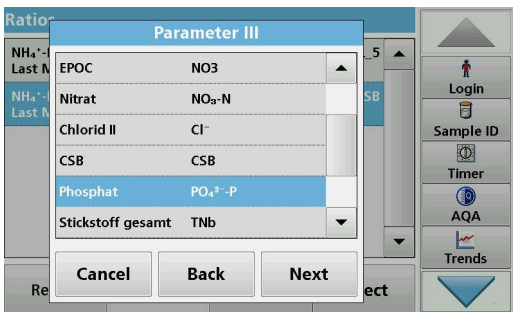 Ratios
Parameter III
NH₄⁺-
Last M
_5
NH₄⁺-
Last M
SB
EPOC NO3
Nitrat NO₃-N
Chlorid II Cl⁻
CSB CSB
Phosphat PO₄³⁻-P
Stickstoff gesamt TNb
Cancel Back Next
Re
ect
Login
Sample ID
Timer
AQA
Trends